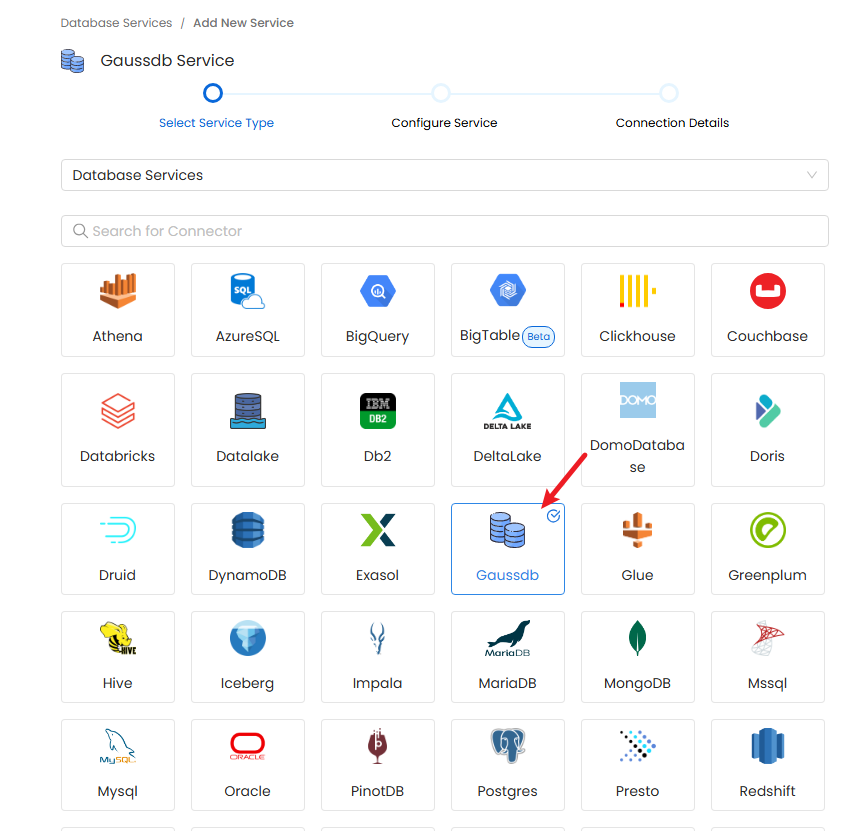 Database Services / Add New Service
Gaussdb Service
Select Service Type
Configure Service
Connection Details
Database Services
Search for Connector
SQL
Athena
AzureSQL
BigQuery
BigTable Beta
Clickhouse
Couchbase
IBM
DB2
DELTA LAKE
DOMO
Databricks
Datalake
Db2
DeltaLake
DomoDataba
se
Doris
Druid
DynamoDB
Exasol
Gaussdb
Glue
Greenplum
HIVE
MariaDB
Hive
Iceberg
Impala
MariaDB
MongoDB
Mssql
MySQL
ORACLE
Mysql
Oracle
PinotDB
Postgres
Presto
Redshift